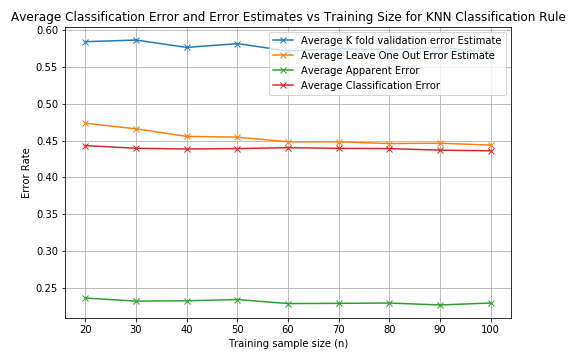 Average Classification Error and Error Estimates vs Training Size for KNN Classification Rule
0.60
0.55
0.50
0.45
0.40
0.35
0.30
0.25
Error Rate
Average K fold validation error Estimate
Average Leave One Out Error Estimate
Average Apparent Error
Average Classification Error
20 30 40 50 60 70 80 90 100
Training sample size (n)